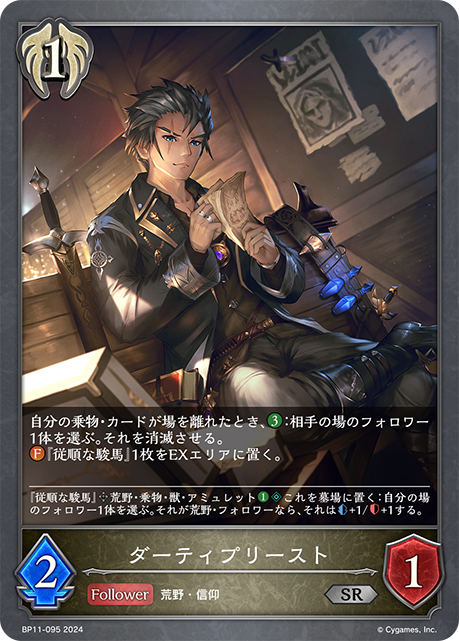 1
自分の乗物・カードが場を離れたとき、3:相手の場のフォロワー
1体を選ぶ。それを消滅させる。
F『従順な駿馬』1枚をEXエリアに置く。
『従順な駿馬』⁘荒野・乗物・獣・アミュレット1これを墓場に置く:自分の場
のフォロワー1体を選ぶ。それが荒野・フォロワーなら、それは+1/+1する。
ダーティプリースト
2
Follower 荒野・信仰
SR
1
BP11-095 2024
© Cygames, Inc.